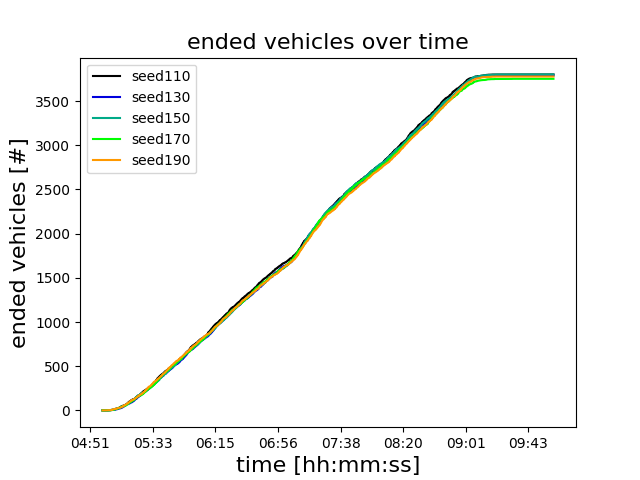 ended vehicles over time
seed110
seed130
seed150
seed170
seed190
ended vehicles [#]
3500
3000
2500
2000
1500
1000
500
0
04:51 05:33 06:15 06:56 07:38 08:20 09:01 09:43
time [hh:mm:ss]